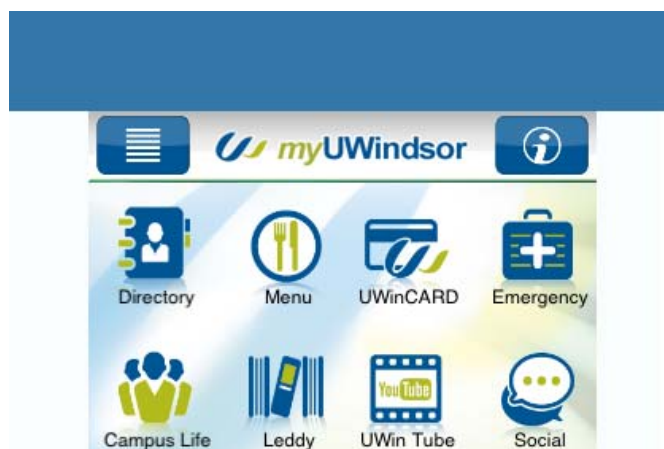 myUWindsor
Directory Menu UWinCARD Emergency
You Tube
Campus Life Leddy UWin Tube Social